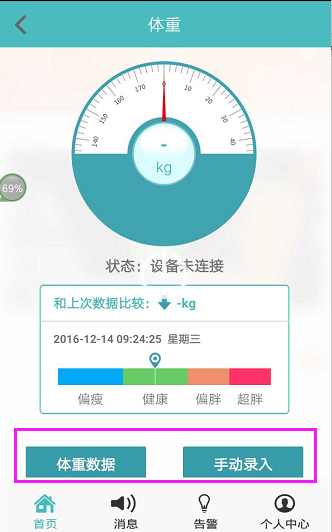 体重
140 150 160 170 0 10 20 30 40
-
kg
69%
状态：设备未连接
和上次数据比较： -kg
2016-12-14 09:24:25 星期三
偏瘦 健康 偏胖 超胖
体重数据 手动录入
首页 消息 告警 个人中心